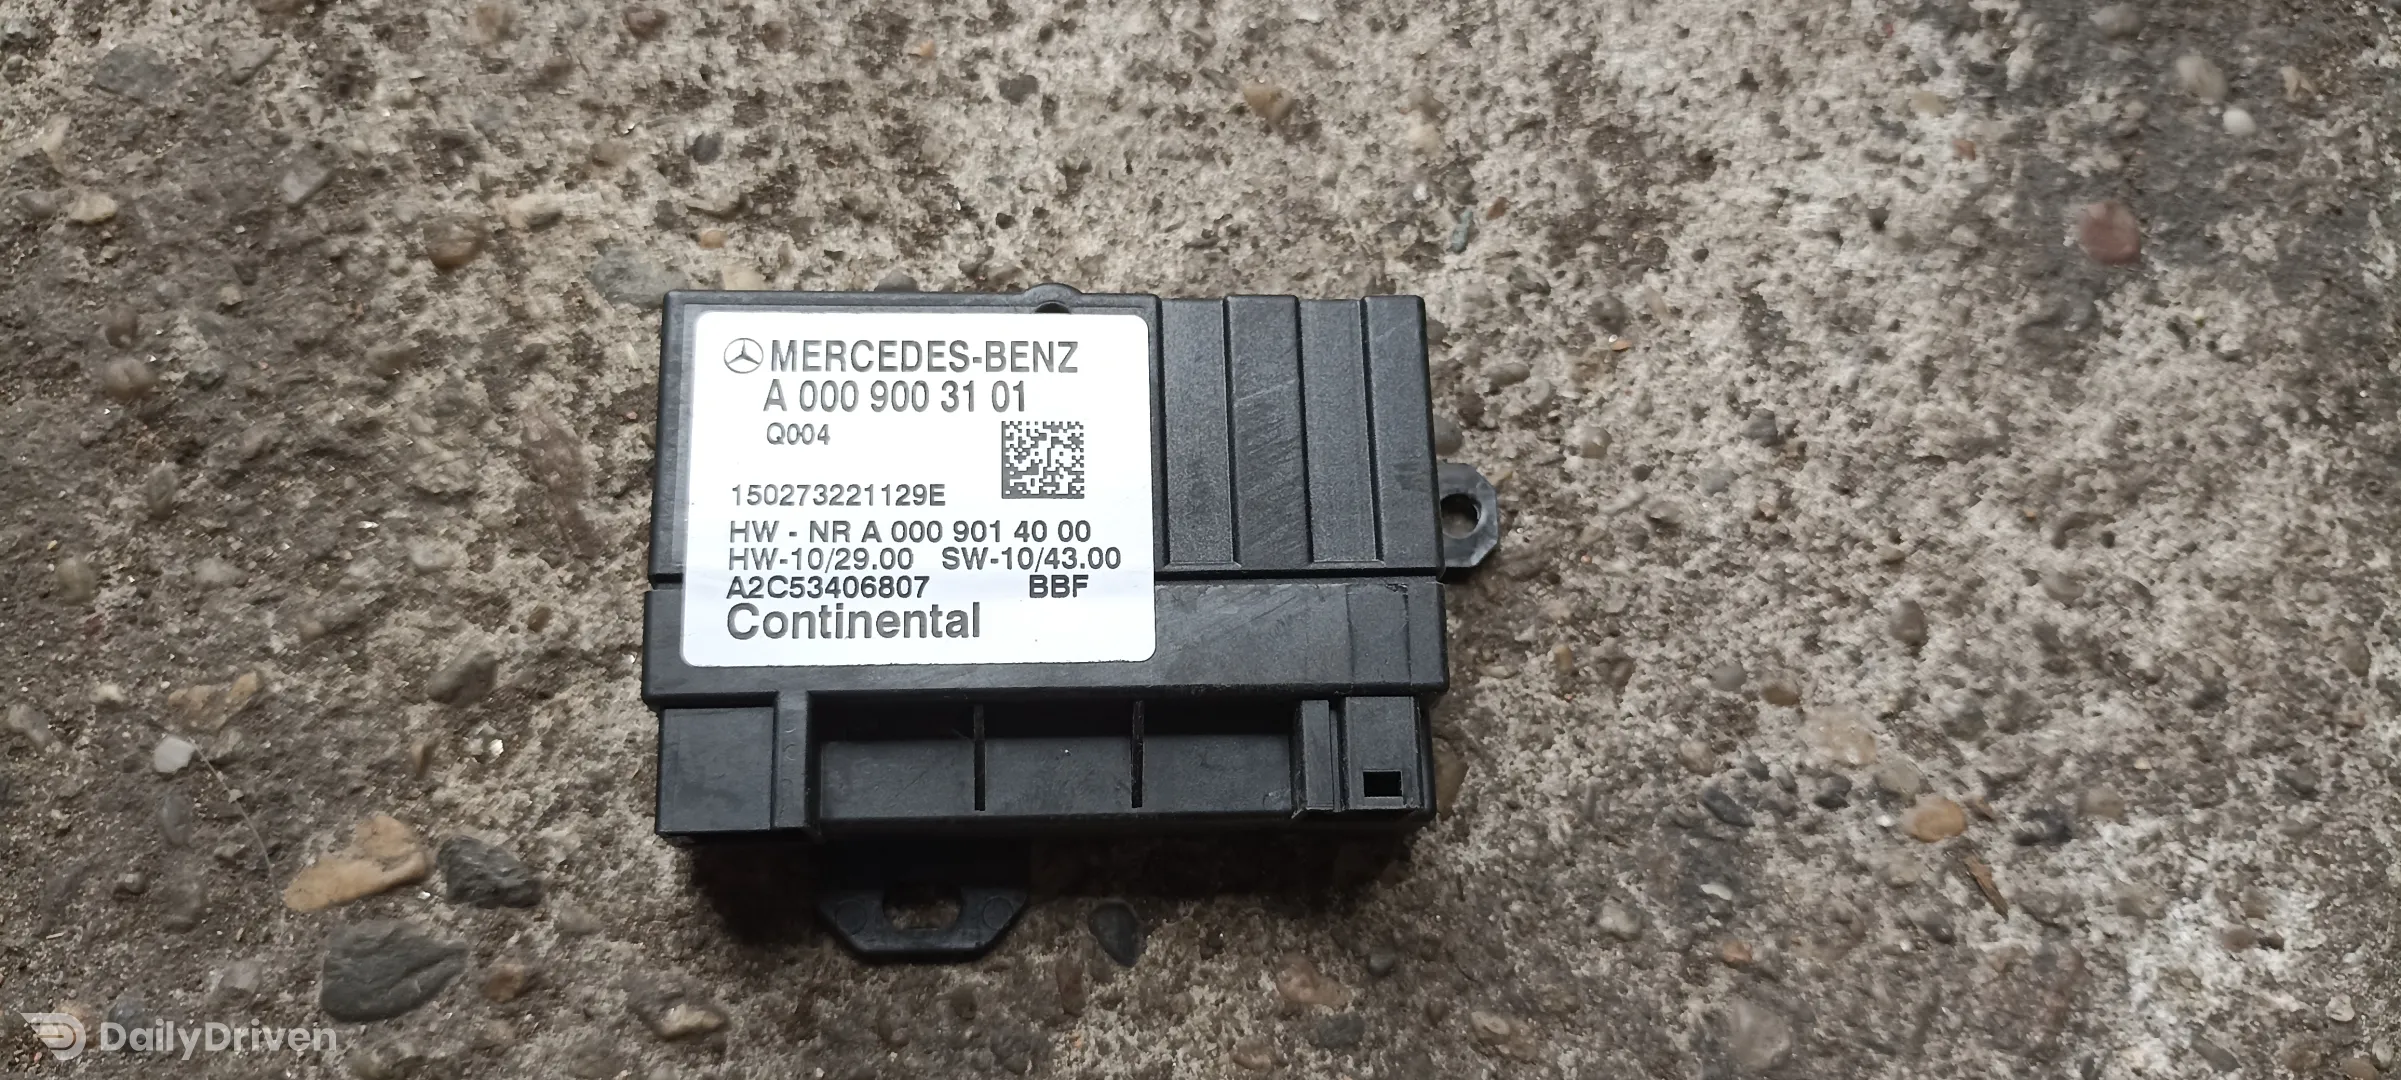 MERCEDES-BENZ
A 000 900 31 01
Q004
150273221129E
HW - NR A 000 901 40 00
HW-10/29.00 SW-10/43.00
A2C53406807 BBF
Continental
DailyDriven